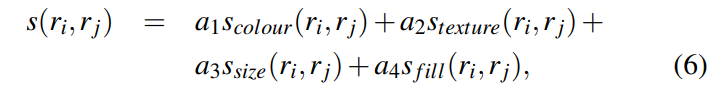 s(r_i, r_j) = a_1 s_colour(r_i, r_j) + a_2 s_texture(r_i, r_j) +
a_3 s_size(r_i, r_j) + a_4 s_fill(r_i, r_j), (6)